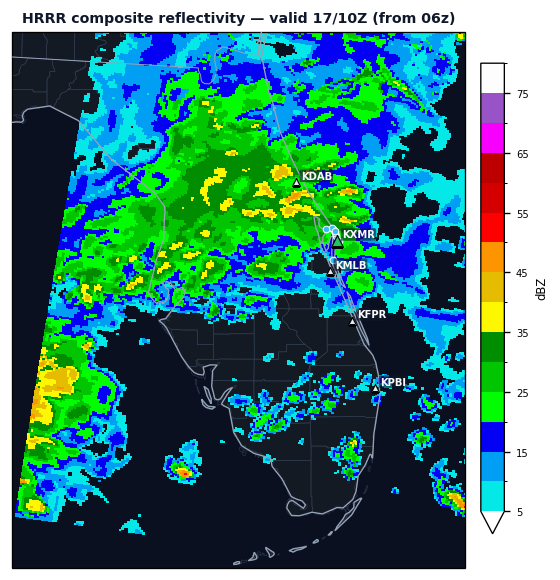 HRRR composite reflectivity — valid 17/10Z (from 06z)
KDAB
KXMR
KMLB
KFPR
KPBI
75
65
55
45
35
25
15
5
dBZ